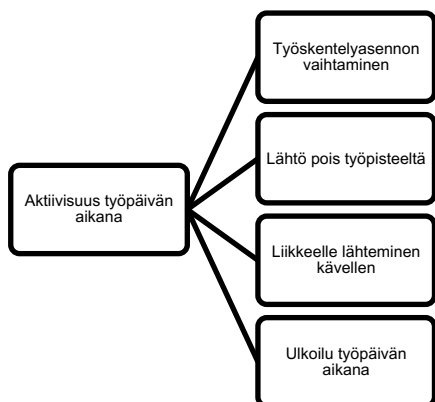 Työskentelyasennon
vaihtaminen
Lähtö pois työpisteeltä
Aktiivisuus työpäivän
aikana
Liikkeelle lähteminen
kävellen
Ulkoilu työpäivän
aikana